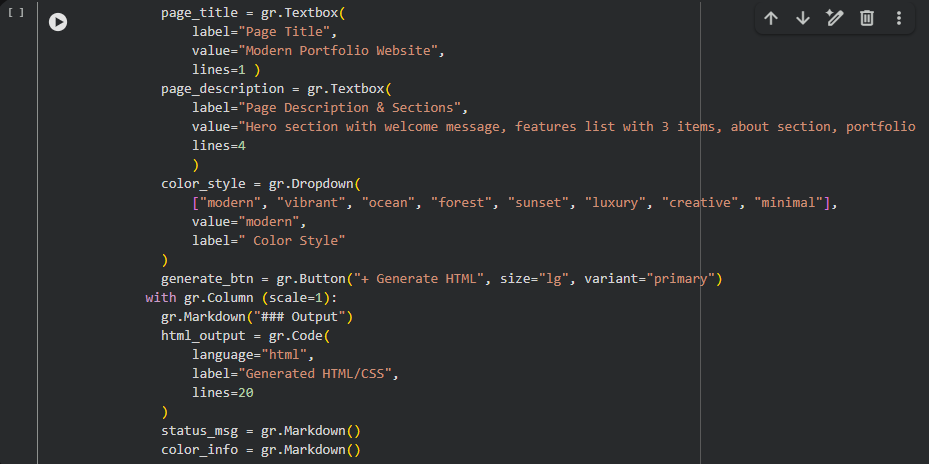 [ ]
page_title = gr.Textbox(
label="Page Title",
value="Modern Portfolio Website",
lines=1 )
page_description = gr.Textbox(
label="Page Description & Sections",
value="Hero section with welcome message, features list with 3 items, about section, portfolio
lines=4
)
color_style = gr.Dropdown(
["modern", "vibrant", "ocean", "forest", "sunset", "luxury", "creative", "minimal"],
value="modern",
label=" Color Style"
)
generate_btn = gr.Button("+ Generate HTML", size="lg", variant="primary")
with gr.Column (scale=1):
gr.Markdown("### Output")
html_output = gr.Code(
language="html",
label="Generated HTML/CSS",
lines=20
)
status_msg = gr.Markdown()
color_info = gr.Markdown()